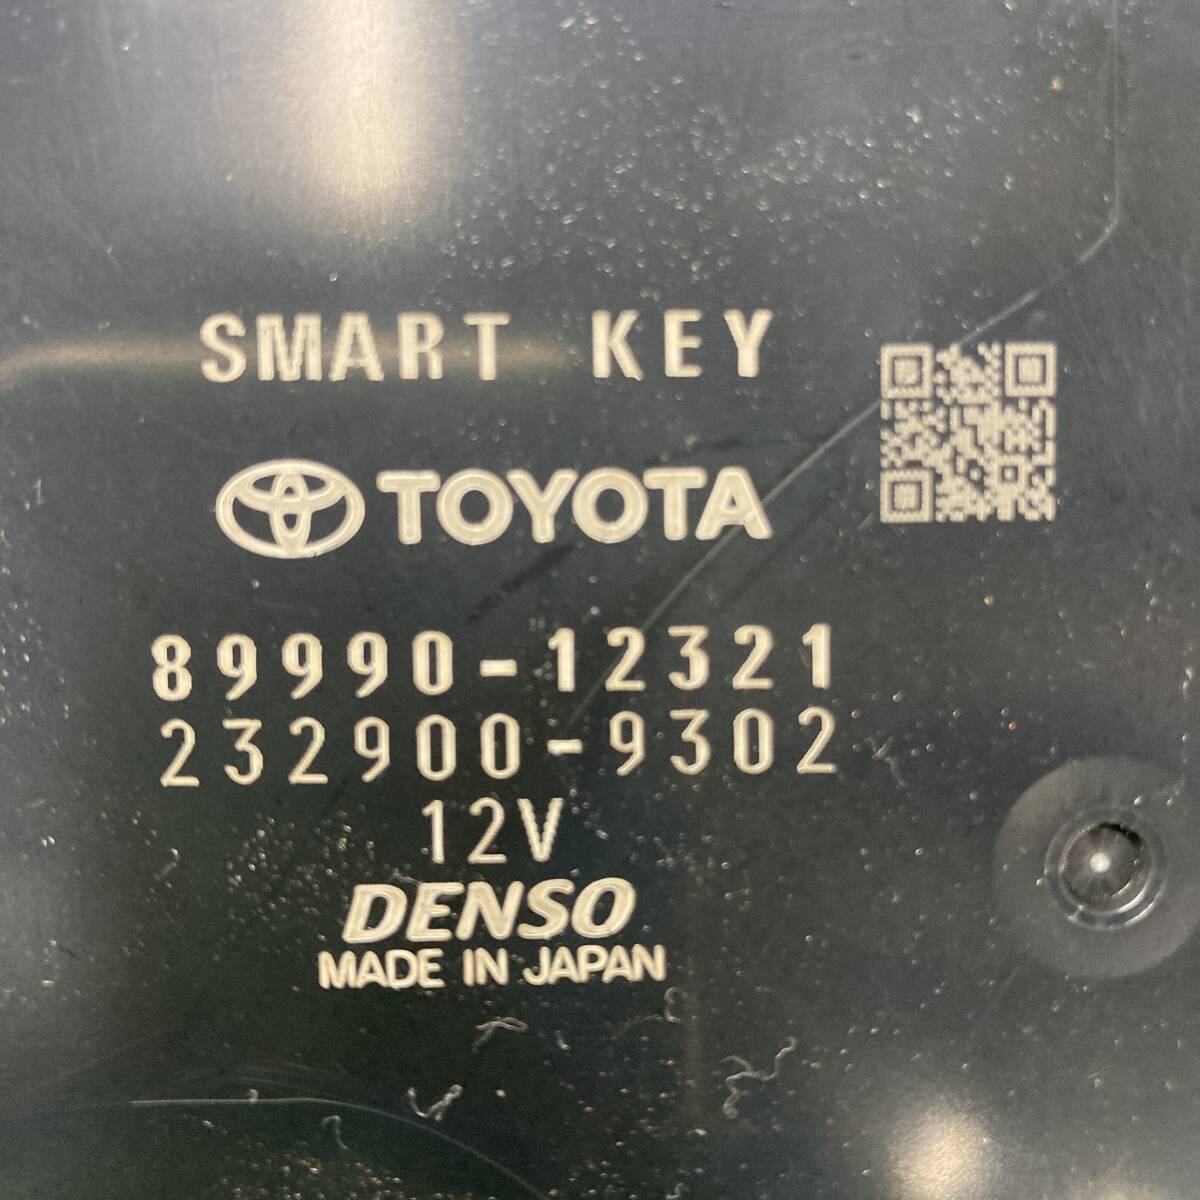 SMART KEY
TOYOTA
89990-12321
232900-9302
12V
DENSO
MADE IN JAPAN